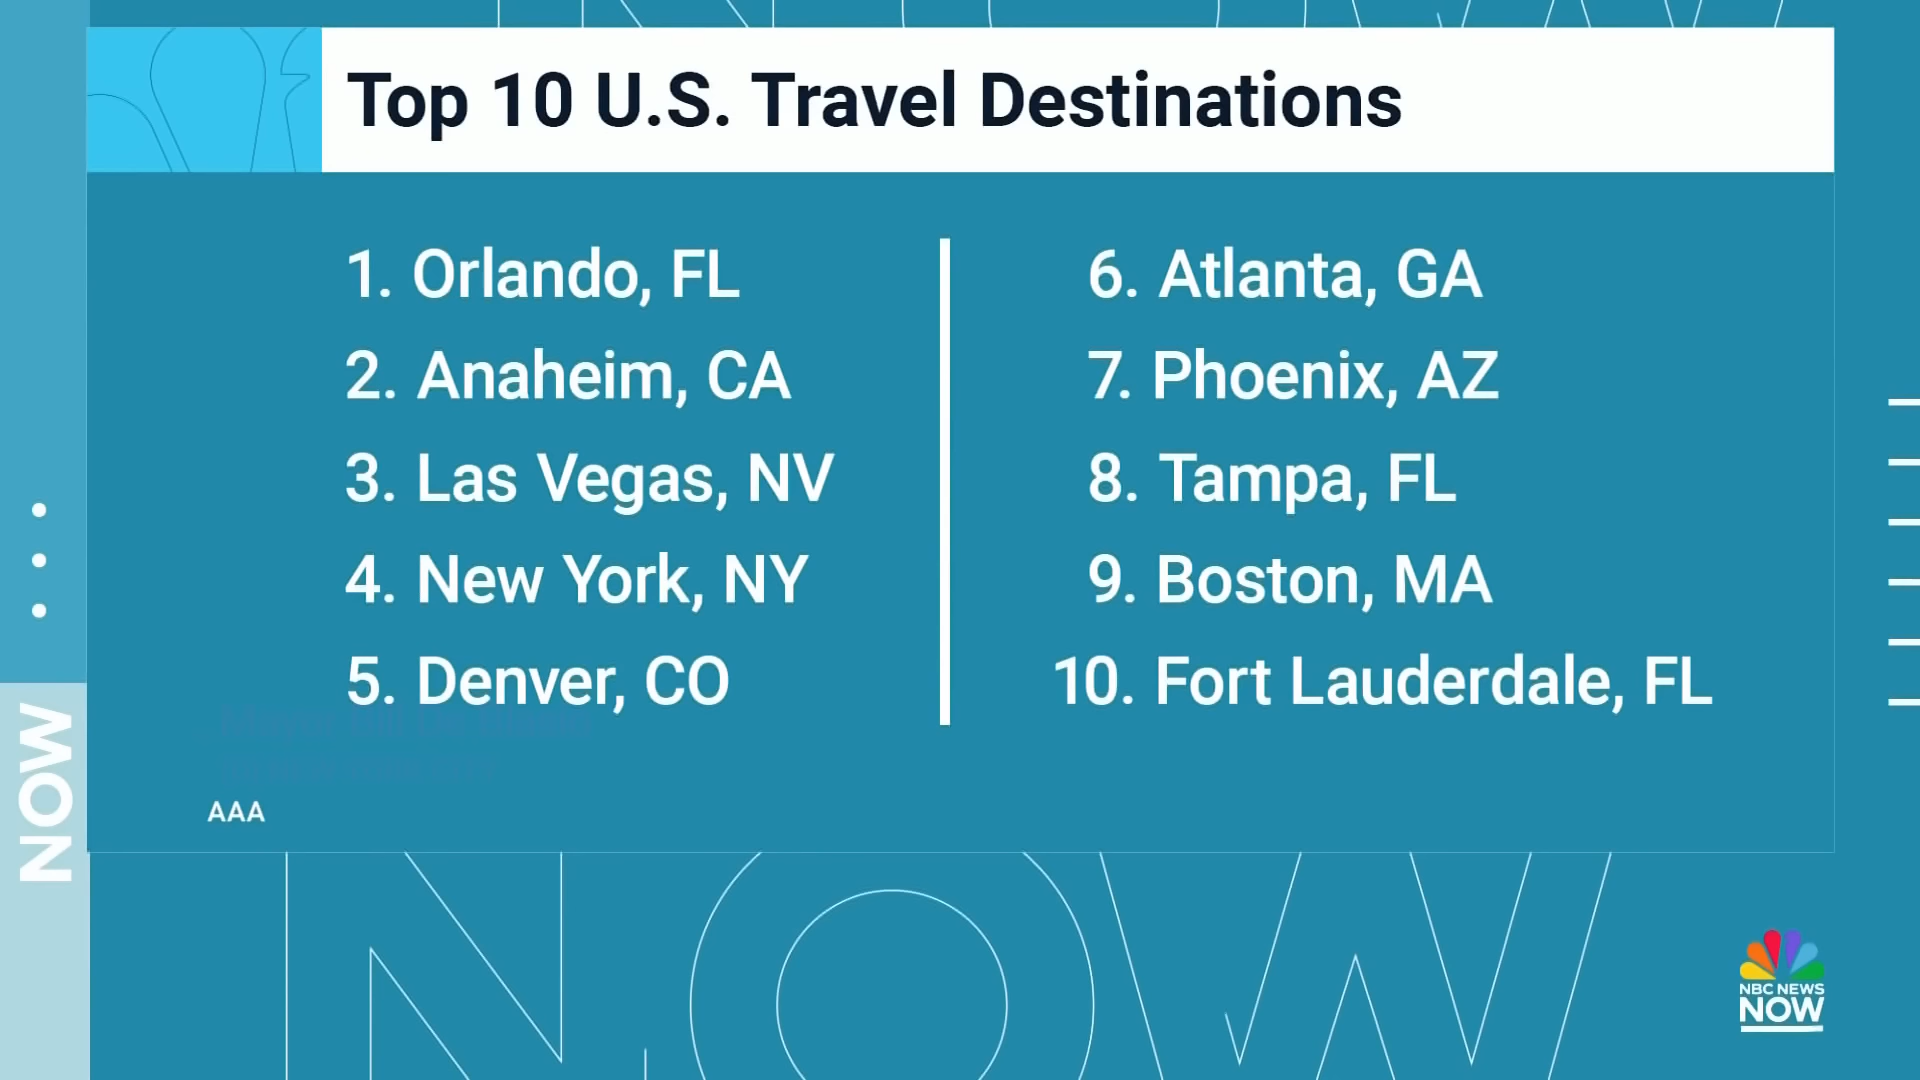 Top 10 U.S. Travel Destinations
1. Orlando, FL
2. Anaheim, CA
3. Las Vegas, NV
4. New York, NY
5. Denver, CO
6. Atlanta, GA
7. Phoenix, AZ
8. Tampa, FL
9. Boston, MA
10. Fort Lauderdale, FL
AAA
NOW
NOW
NBC NEWS
NOW